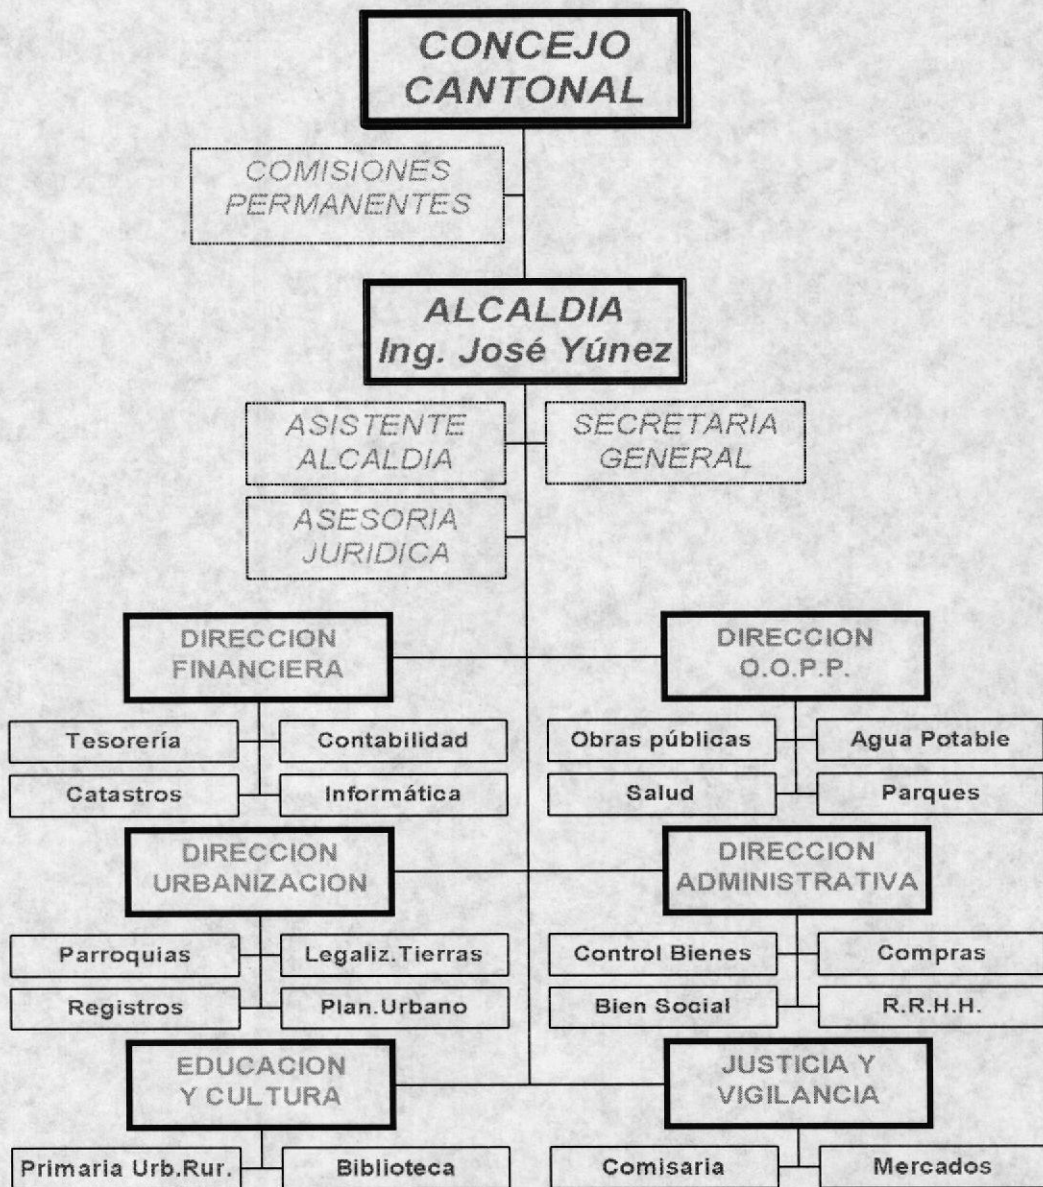 CONCEJO
CANTONAL
COMISIONES
PERMANENTES
ALCALDIA
Ing. José Yúnez
ASISTENTE
ALCALDIA
SECRETARIA
GENERAL
ASESORIA
JURIDICA
DIRECCION
FINANCIERA
DIRECCION
O.O.P.P.
Tesorería
Contabilidad
Obras públicas
Agua Potable
Catastros
Informática
Salud
Parques
DIRECCION
URBANIZACION
DIRECCION
ADMINISTRATIVA
Parroquias
Legaliz.Tierras
Control Bienes
Compras
Registros
Plan.Urbano
Bien Social
R.R.H.H.
EDUCACION
Y CULTURA
JUSTICIA Y
VIGILANCIA
Primaria Urb.Rur.
Biblioteca
Comisaria
Mercados